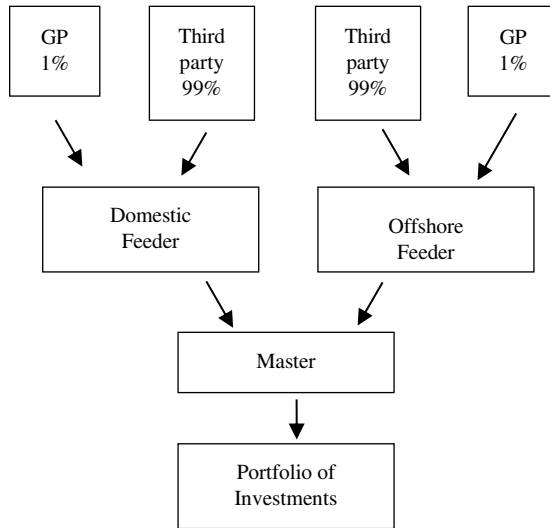 GP
1%
Third
party
99%
Third
party
99%
GP
1%
Domestic
Feeder
Offshore
Feeder
Master
Portfolio of
Investments